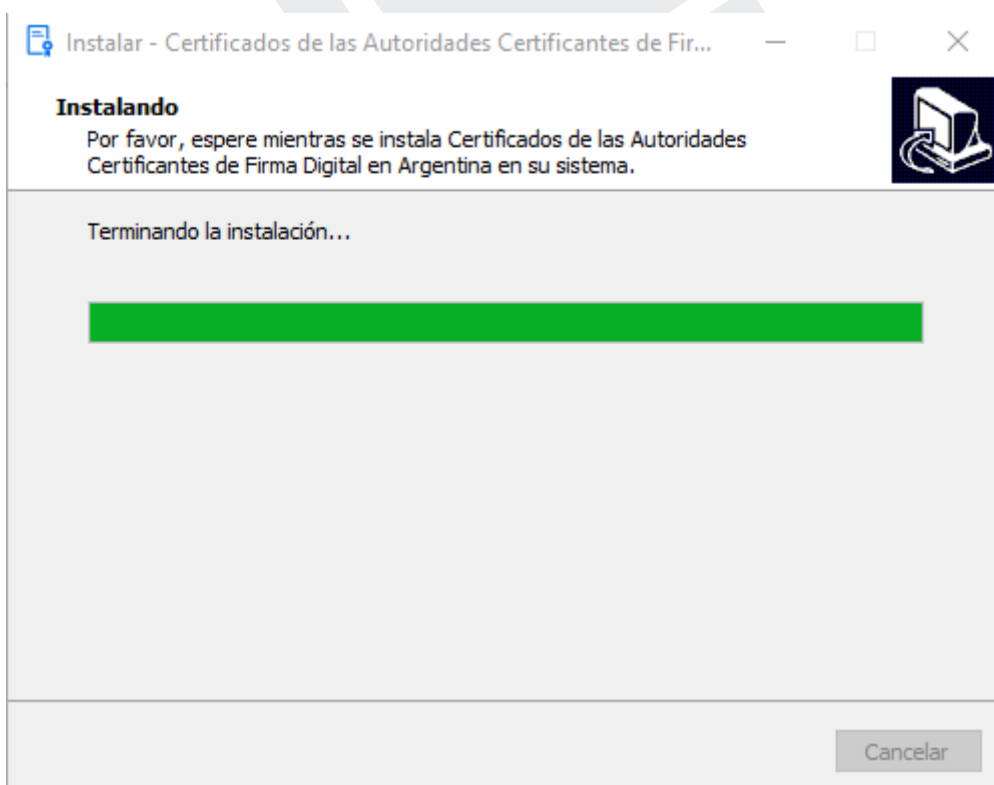 Instalar - Certificados de las Autoridades Certificantes de Fir...
Instalando
Por favor, espere mientras se instala Certificados de las Autoridades
Certificantes de Firma Digital en Argentina en su sistema.
Terminando la instalación...
Cancelar